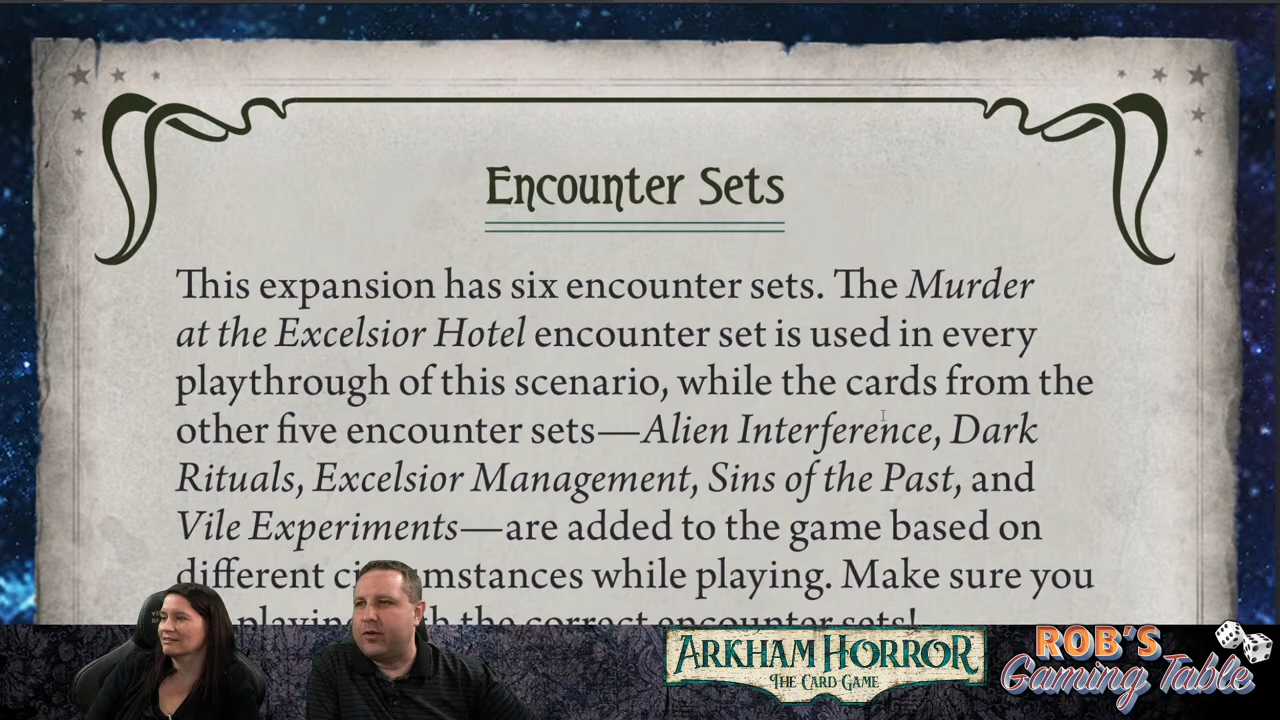 Encounter Sets
This expansion has six encounter sets. The Murder
at the Excelsior Hotel encounter set is used in every
playthrough of this scenario, while the cards from the
other five encounter sets—Alien Interference, Dark
Rituals, Excelsior Management, Sins of the Past, and
Vile Experiments—are added to the game based on
different mstances while playing. Make sure you
playing the correct encounter sets!
ARKHAM HORROR
THE CARD GAME
ROB'S
Gaming Table